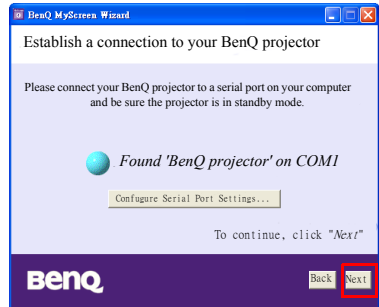 BenQ MyScreen Wizard
Establish a connection to your BenQ projector
Please connect your BenQ projector to a serial port on your computer
and be sure the projector is in standby mode.
Found 'BenQ projector' on COM1
Confugure Serial Port Settings...
To continue, click "Next"
BenQ
Back Next